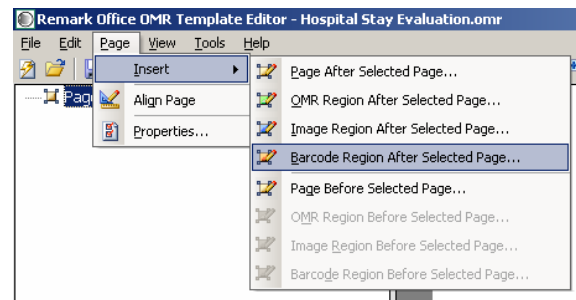 Remark Office OMR Template Editor - Hospital Stay Evaluation.omr
File Edit Page View Tools Help
Insert
Page After Selected Page...
Align Page
OMR Region After Selected Page...
Properties...
Image Region After Selected Page...
Barcode Region After Selected Page...
Page Before Selected Page...
OMR Region Before Selected Page...
Image Region Before Selected Page...
Barcode Region Before Selected Page...